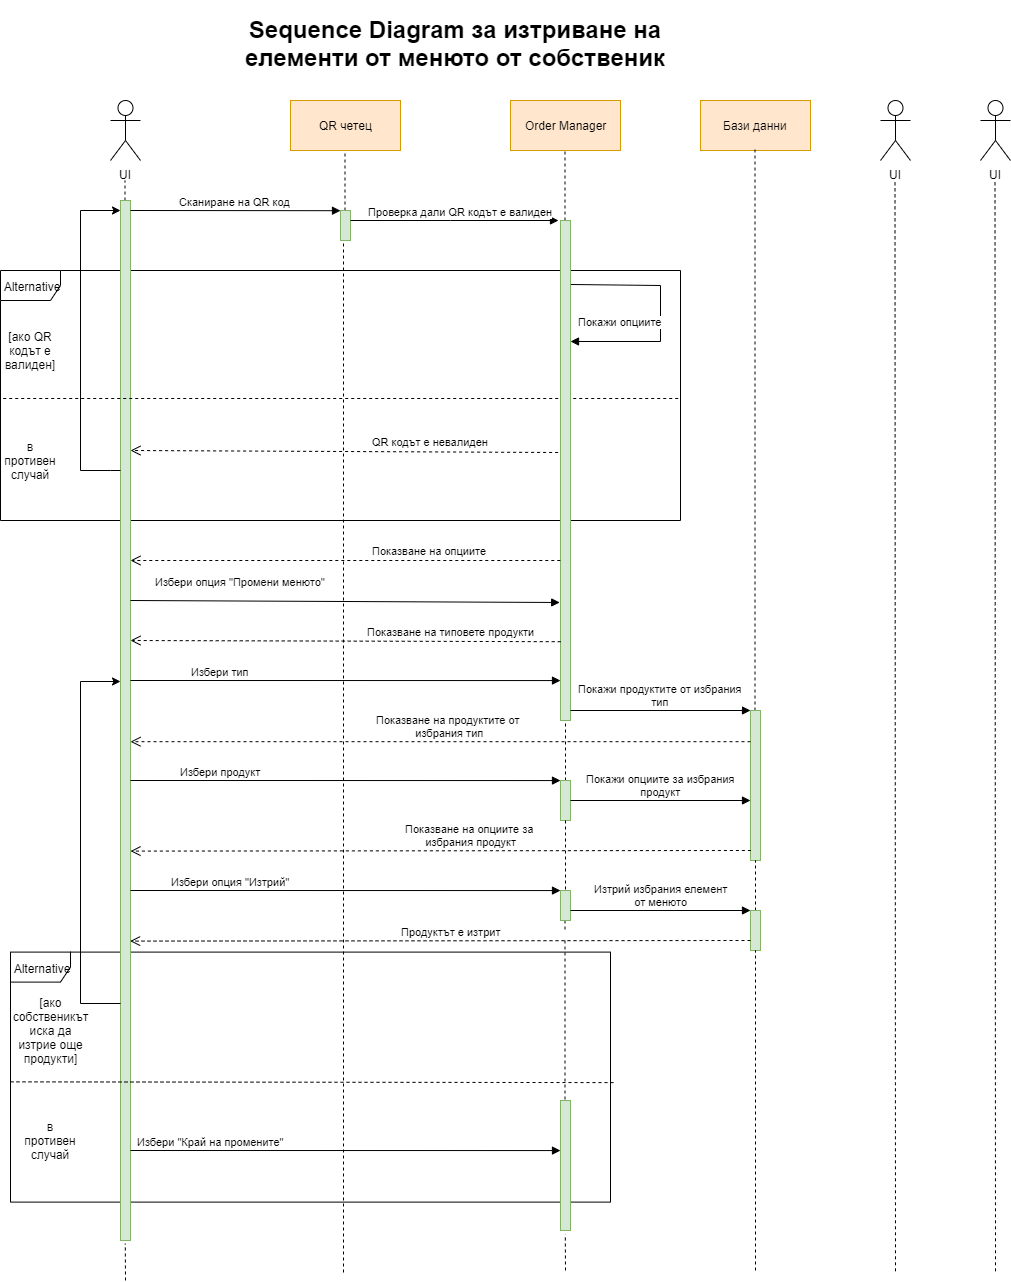 Sequence Diagram за изтриване на
елементи от менюто от собственик
QR четец
Order Manager
Бази данни
UI
UI
UI
Сканиране на QR код
Проверка дали QR кодът е валиден
Alternative
Покажи опциите
[ако QR
кодът е
валиден]
QR кодът е невалиден
в
противен
случай
Показване на опциите
Избери опция "Промени менюто"
Показване на типовете продукти
Избери тип
Покажи продуктите от избрания
тип
Показване на продуктите от
избрания тип
Избери продукт
Покажи опциите за избрания
продукт
Показване на опциите за
избрания продукт
Избери опция "Изтрий"
Изтрий избрания елемент
от менюто
Продуктът е изтрит
Alternative
[ако
собственикът
иска да
изтрие още
продукти]
в
противен
случай
Избери "Край на промените"